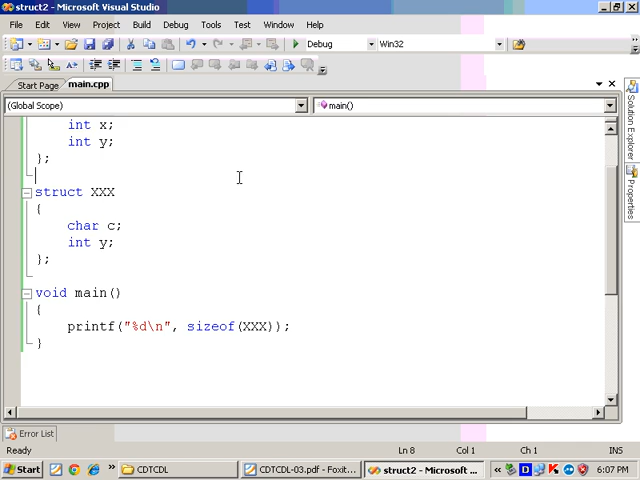 struct2 - Microsoft Visual Studio
File Edit View Project Build Debug Tools Test Window Help
Debug Win32
Start Page main.cpp
(Global Scope) main()
int x;
int y;
};
struct XXX
{
char c;
int y;
};
void main()
{
printf("%d\n", sizeof(XXX));
}
Solution Explorer
Properties
Error List
Ready Ln 8 Col 1 Ch 1 INS
Start CDTCDL CDTCDL-03.pdf - Foxit... struct2 - Microsoft ... 6:07 PM